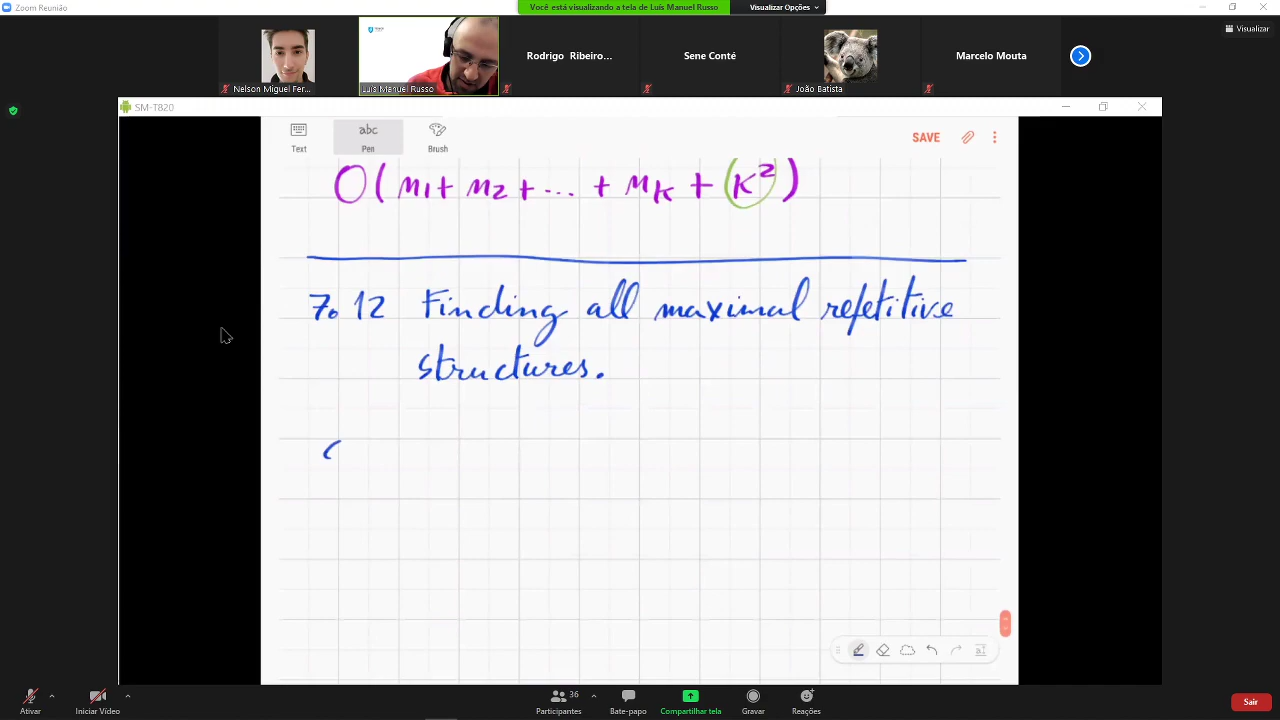 Zoom Reunião
Você está visualizando a tela de Luís Manuel Russo
Visualizar Opções
Visualizar
Nelson Miguel Fer...
Luís Manuel Russo
Rodrigo Ribeiro...
Sene Conté
João Batista
Marcelo Mouta
SM-T820
Text
abc
Pen
Brush
SAVE
O(m1 + m2 + ... + mK + K²)
7.12 Finding all maximal repetitive
structures.
Ativar
Iniciar Vídeo
36
Participantes
Bate-papo
Compartilhar tela
Gravar
Reações
Sair